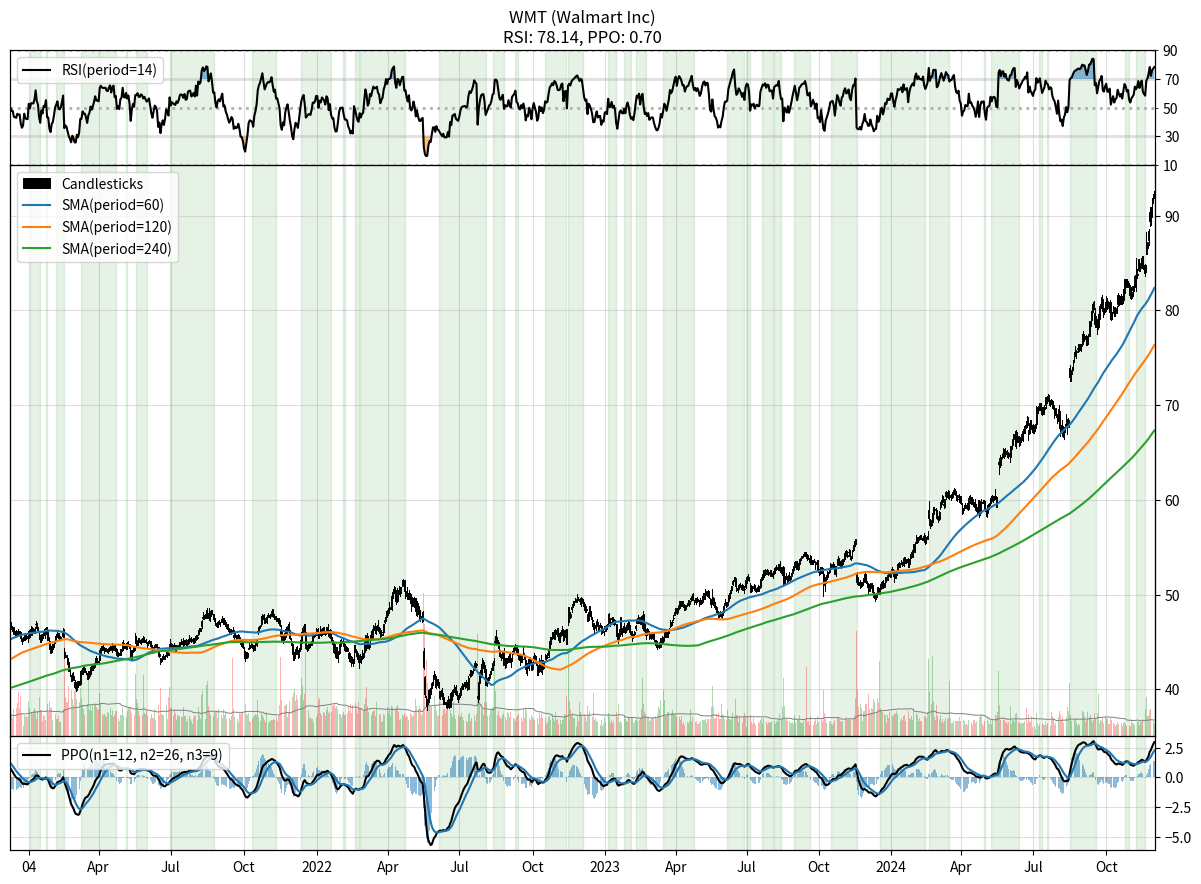 WMT (Walmart Inc)
RSI: 78.14, PPO: 0.70
RSI(period=14)
90
70
50
30
10
Candlesticks
SMA(period=60)
SMA(period=120)
SMA(period=240)
90
80
70
60
50
40
PPO(n1=12, n2=26, n3=9)
2.5
0.0
−2.5
−5.0
04 Apr Jul Oct 2022 Apr Jul Oct 2023 Apr Jul Oct 2024 Apr Jul Oct